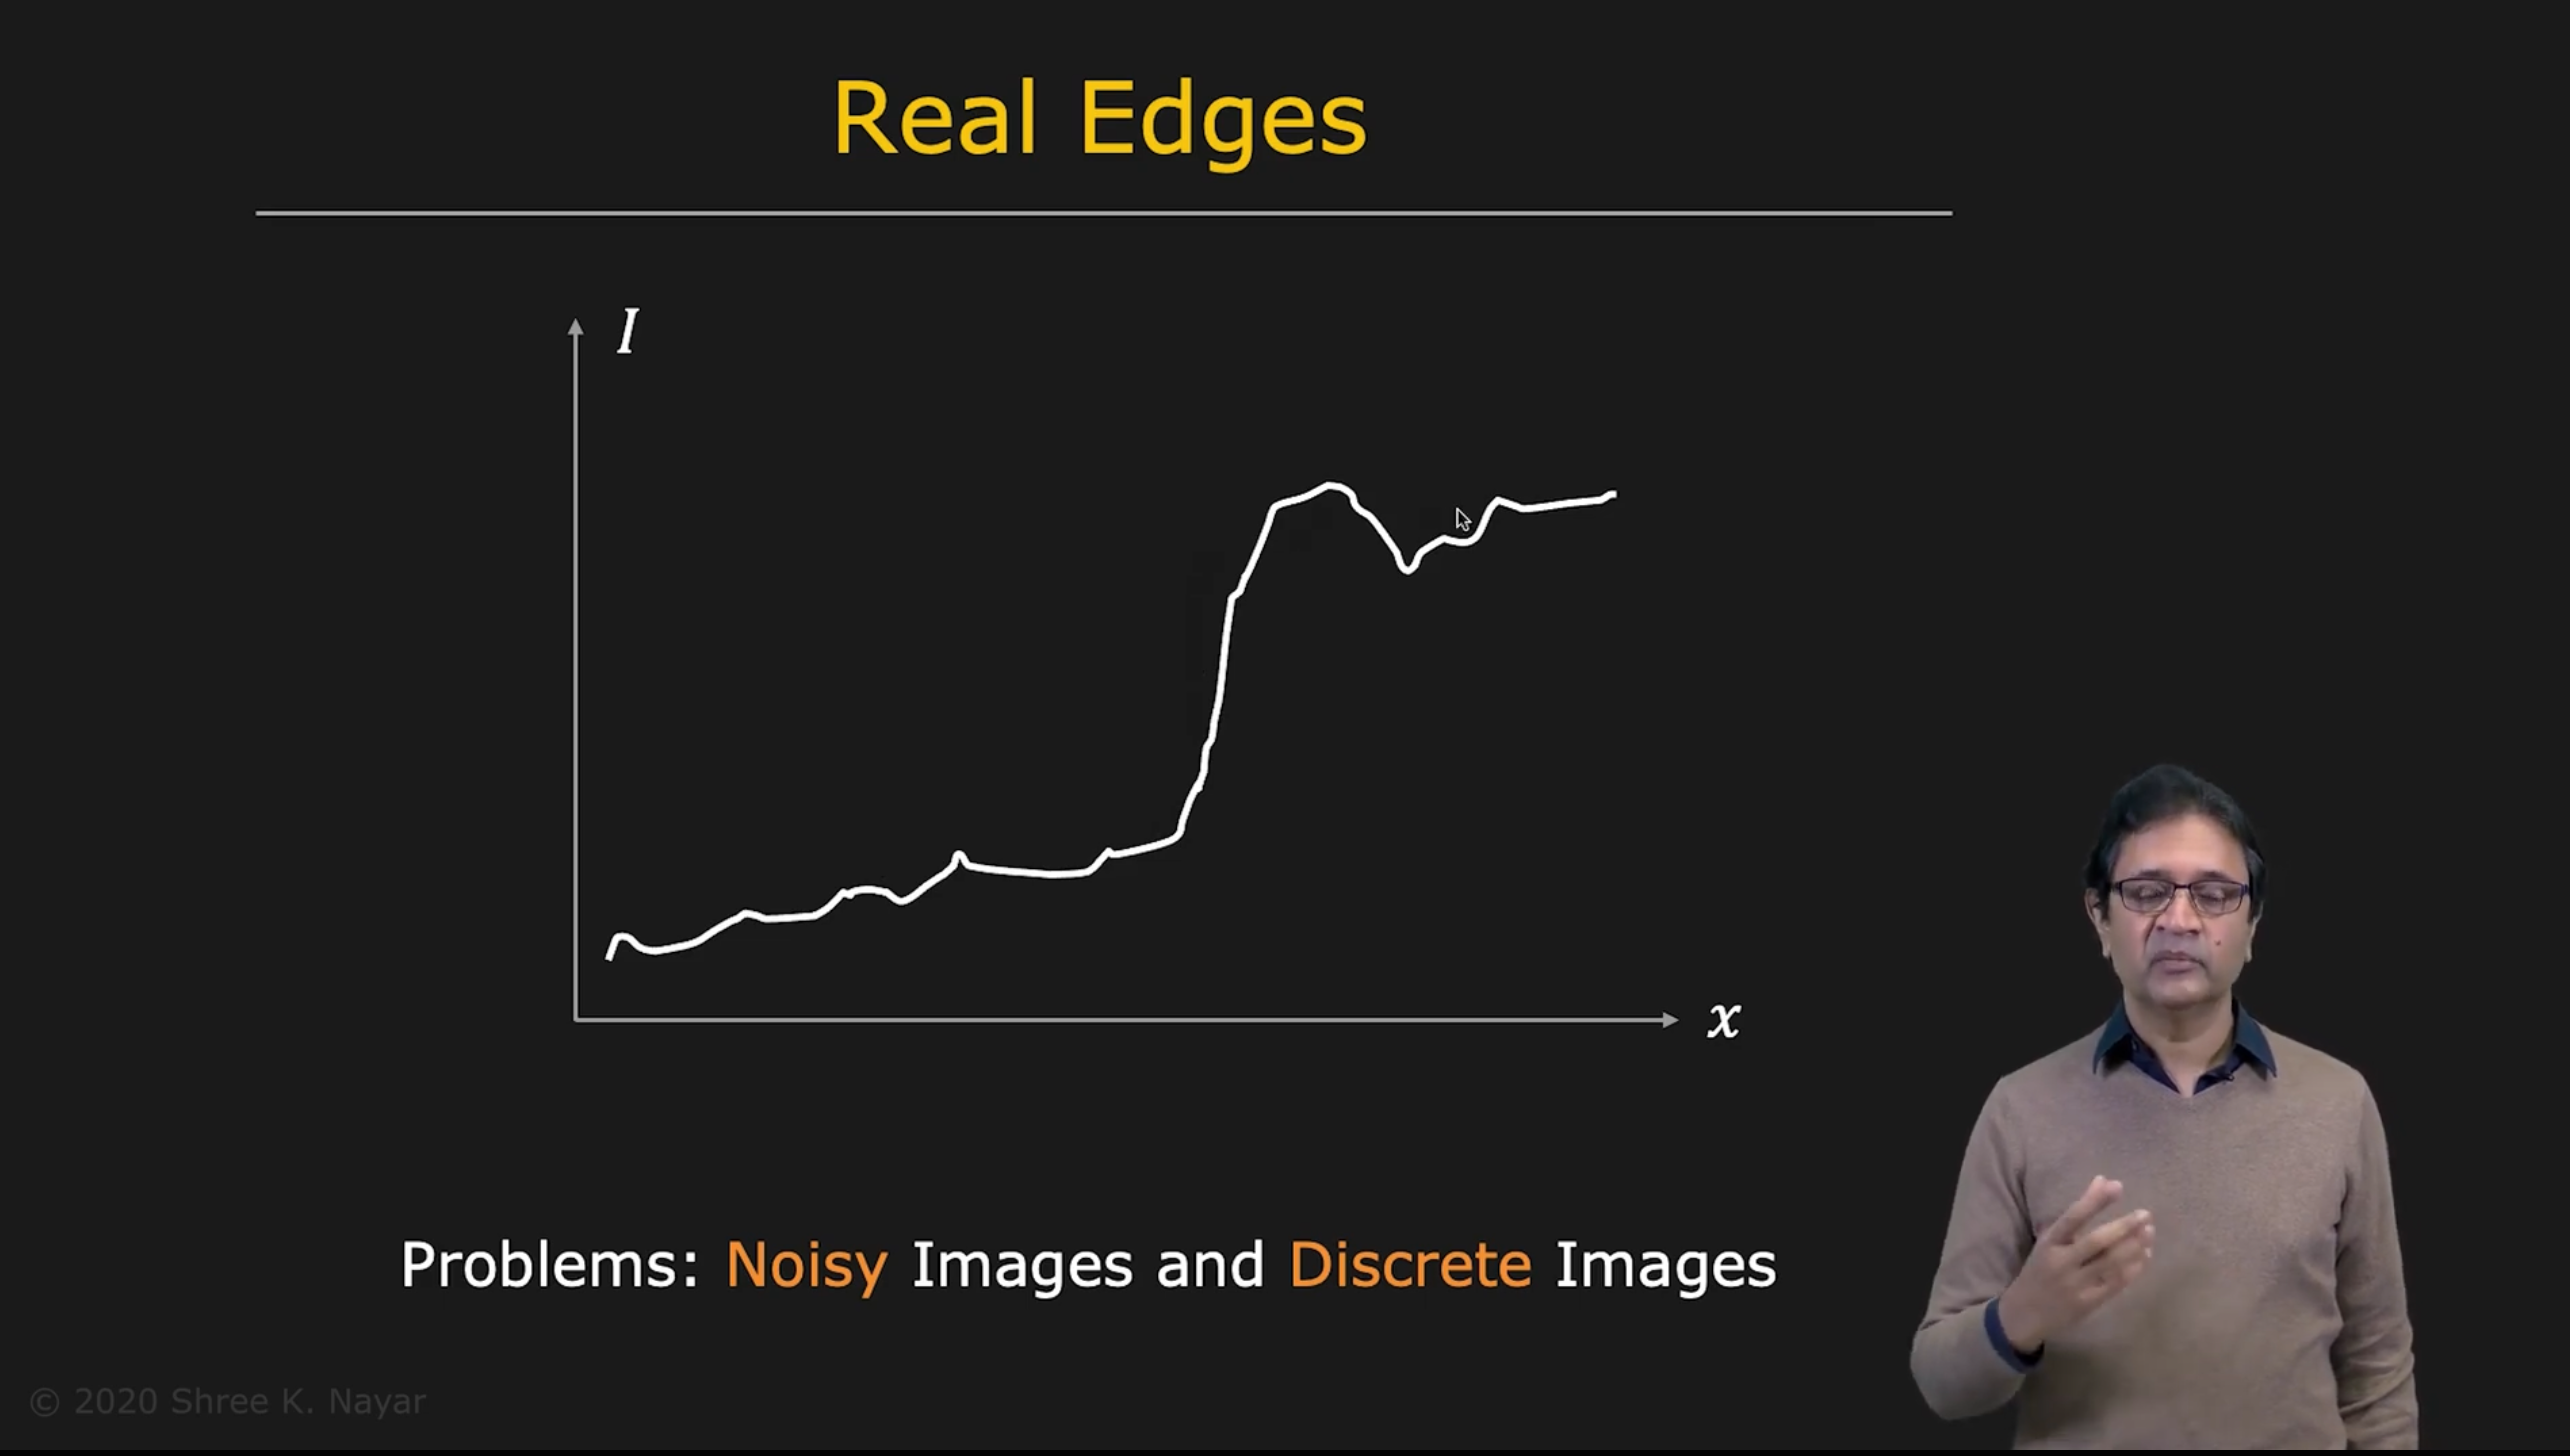 Real Edges
I
x
Problems: Noisy Images and Discrete Images
© 2020 Shree K. Nayar